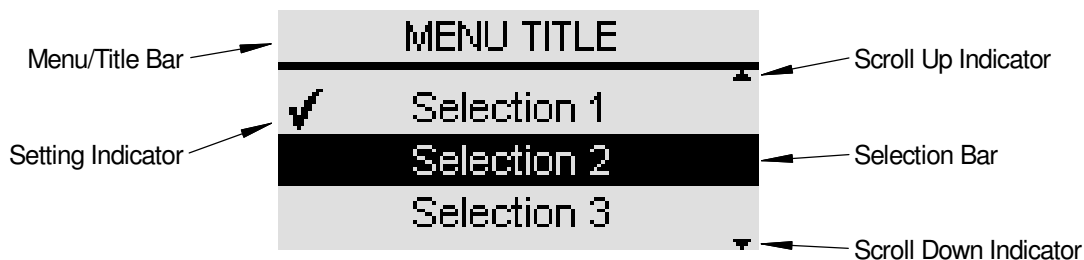 MENU TITLE
Menu/Title Bar
Scroll Up Indicator
Selection 1
Setting Indicator
Selection 2
Selection Bar
Selection 3
Scroll Down Indicator